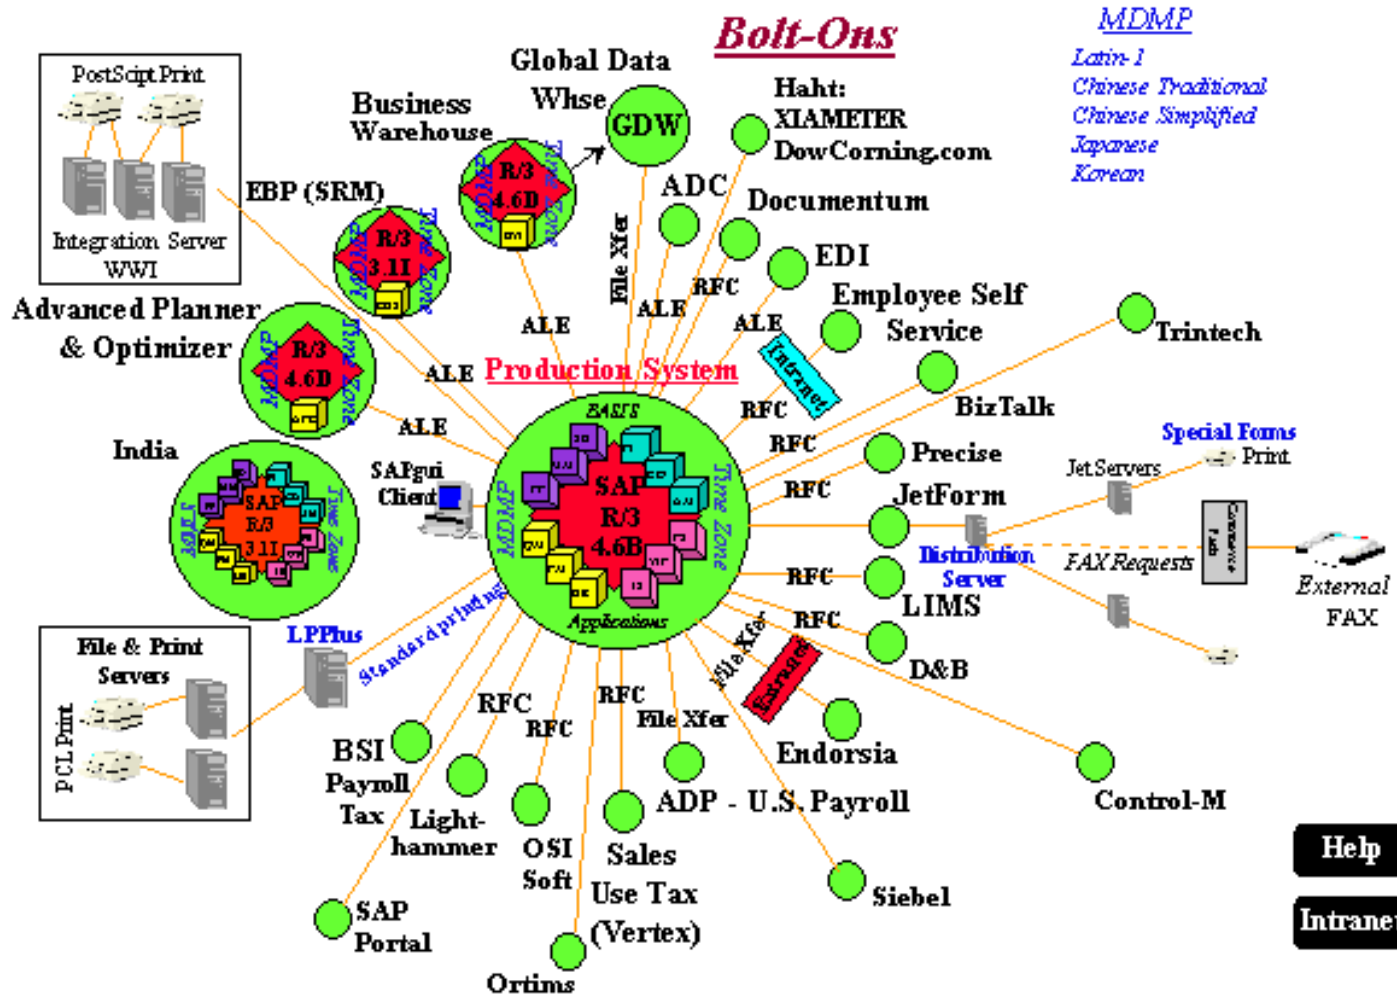 Bolt-Ons
MDMP
Latin-1
Chinese Traditional
Chinese Simplified
Japanese
Korean
PostScipt Print
Integration Server
WWI
Global Data
Whse
GDW
Business
Warehouse
R/3
4.6B
MDMP
Time Zone
EBP (SRM)
R/3
3.1I
MDMP
Time Zone
Advanced Planner
& Optimizer
R/3
4.6D
MDMP
Time Zone
India
SAP
R/3
3.1I
Time Zone
Haht:
XIAMETER
DowCorning.com
ADC
Documentum
EDI
Employee Self
Service
Trintech
BizTalk
Precise
JetForm
LIMS
D&B
Control-M
Endorsia
Siebel
ADP - U.S. Payroll
Sales
Use Tax
(Vertex)
Ortims
OSI
Soft
Light-
hammer
BSI
Payroll
Tax
SAP
Portal
File Xfer
ALE
RFC
ALE
ALE
ALE
ALE
Intranet
RFC
RFC
RFC
RFC
RFC
File Xfer
Extranet
File Xfer
RFC
RFC
RFC
Production System
BASIS
SAP
R/3
4.6B
MDMP
Time Zone
Applications
SAPgui
Client
Standard printing
LPPlus
File & Print
Servers
PCL Print
Distribution
Server
JetServers
Special Forms
Print
FAX Requests
External
FAX
Help
Intranet